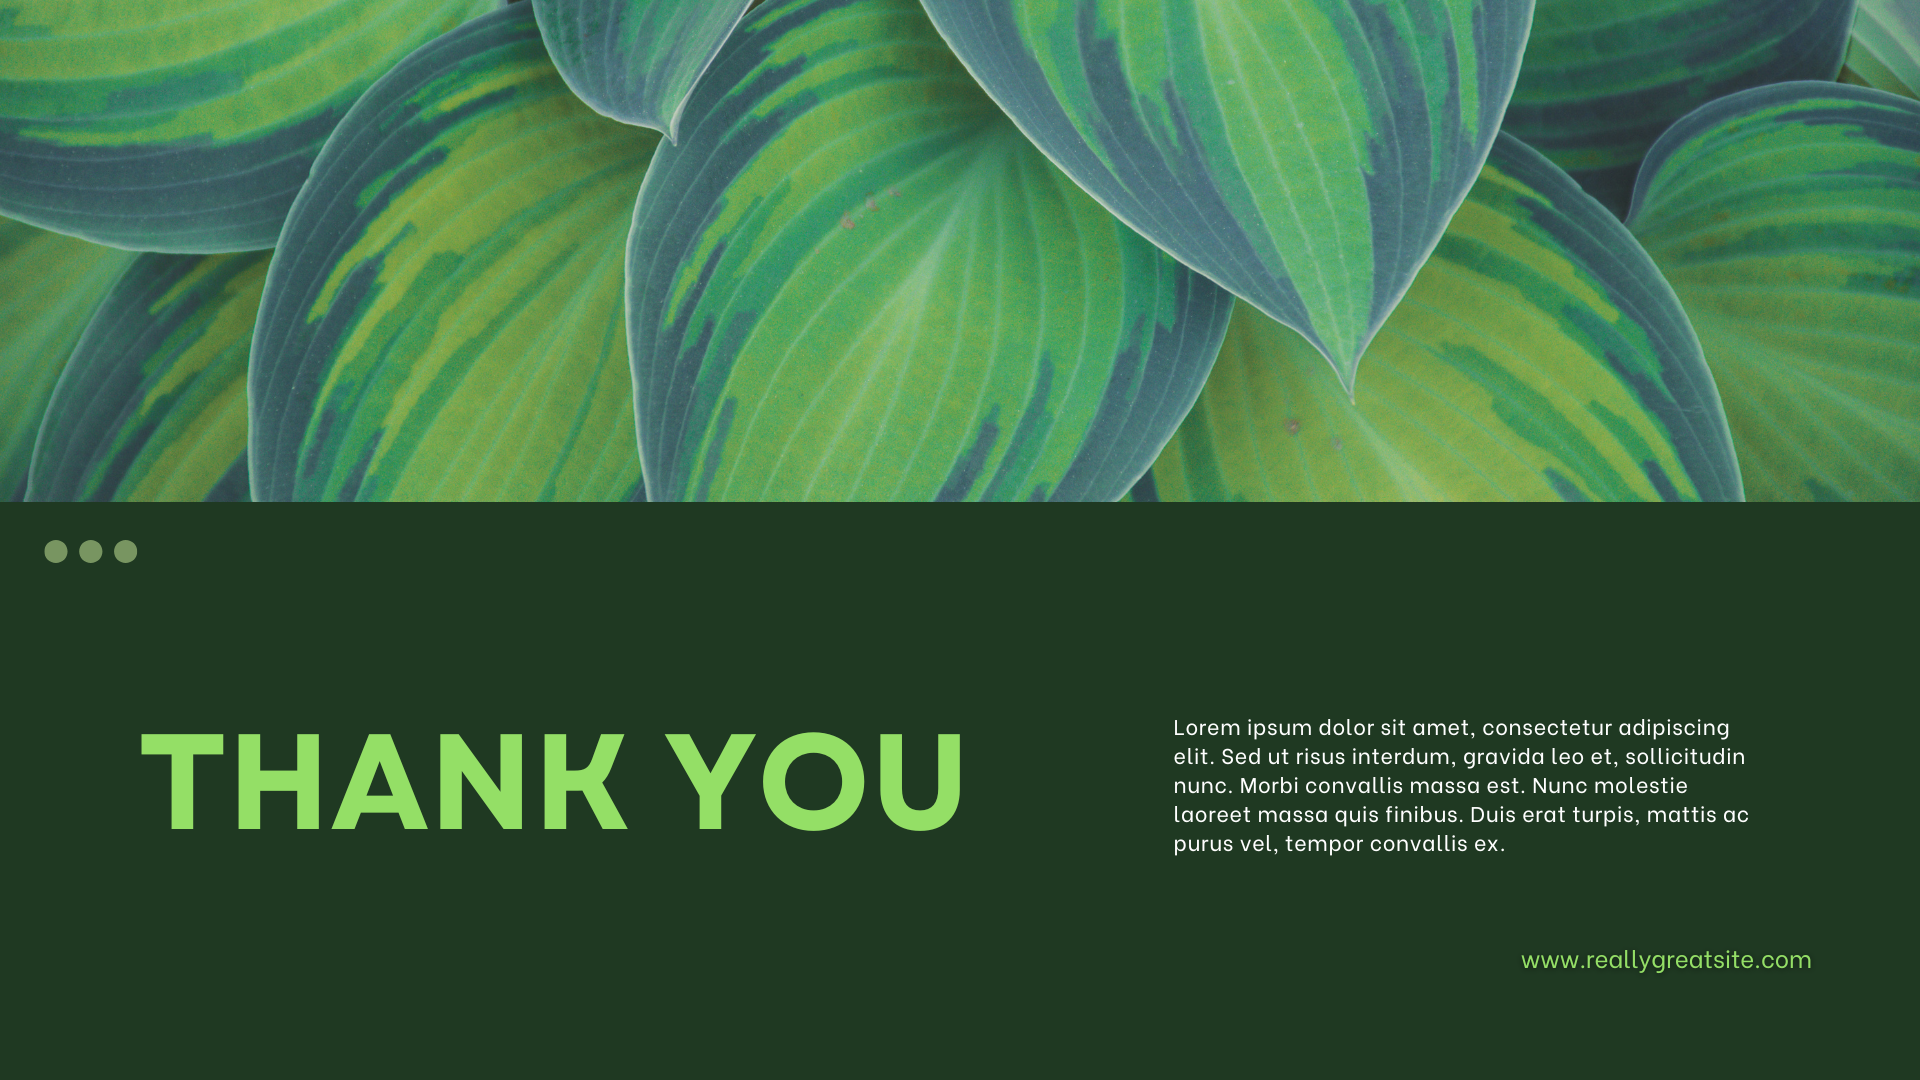 THANK YOU
Lorem ipsum dolor sit amet, consectetur adipiscing
elit. Sed ut risus interdum, gravida leo et, sollicitudin
nunc. Morbi convallis massa est. Nunc molestie
laoreet massa quis finibus. Duis erat turpis, mattis ac
purus vel, tempor convallis ex.
www.reallygreatsite.com